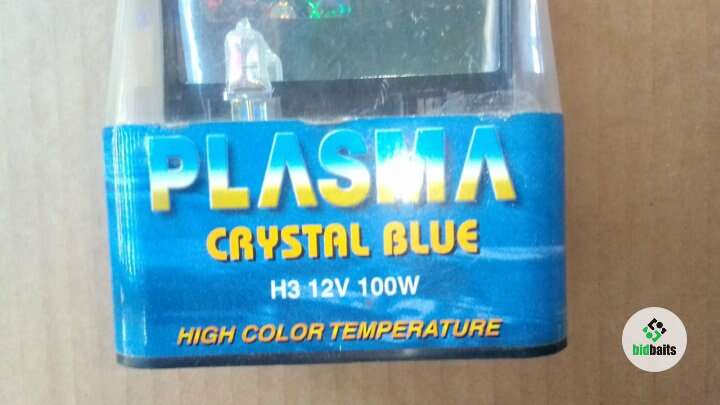 PLASMA
CRYSTAL BLUE
H3 12V 100W
HIGH COLOR TEMPERATURE
bidbaits